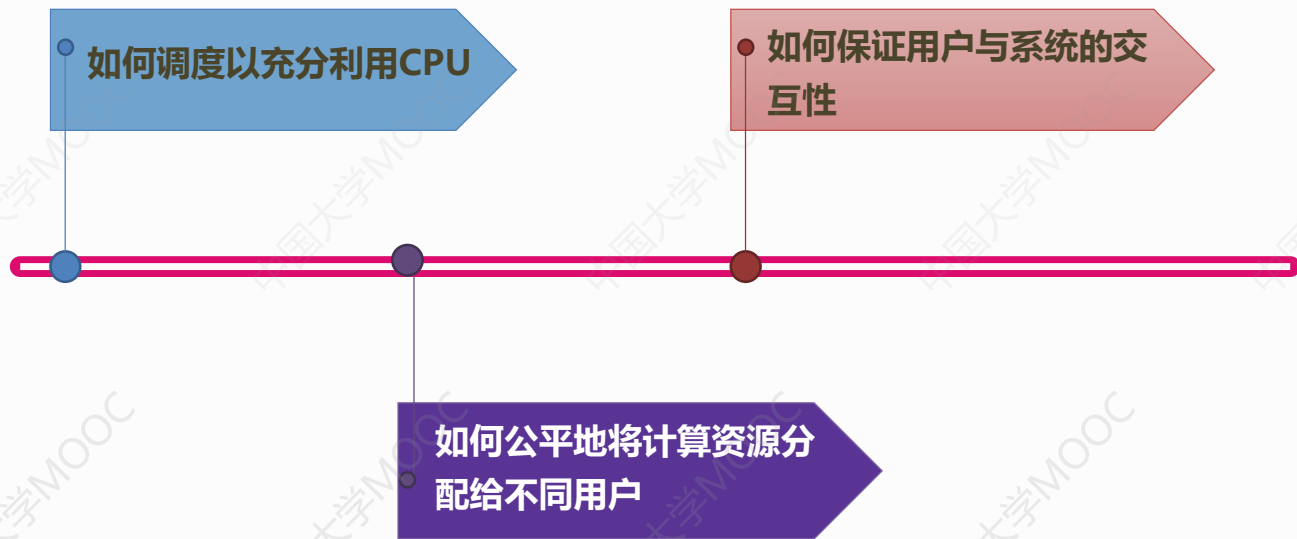 如何调度以充分利用CPU
如何保证用户与系统的交
互性
如何公平地将计算资源分
配给不同用户
中国大学MOOC